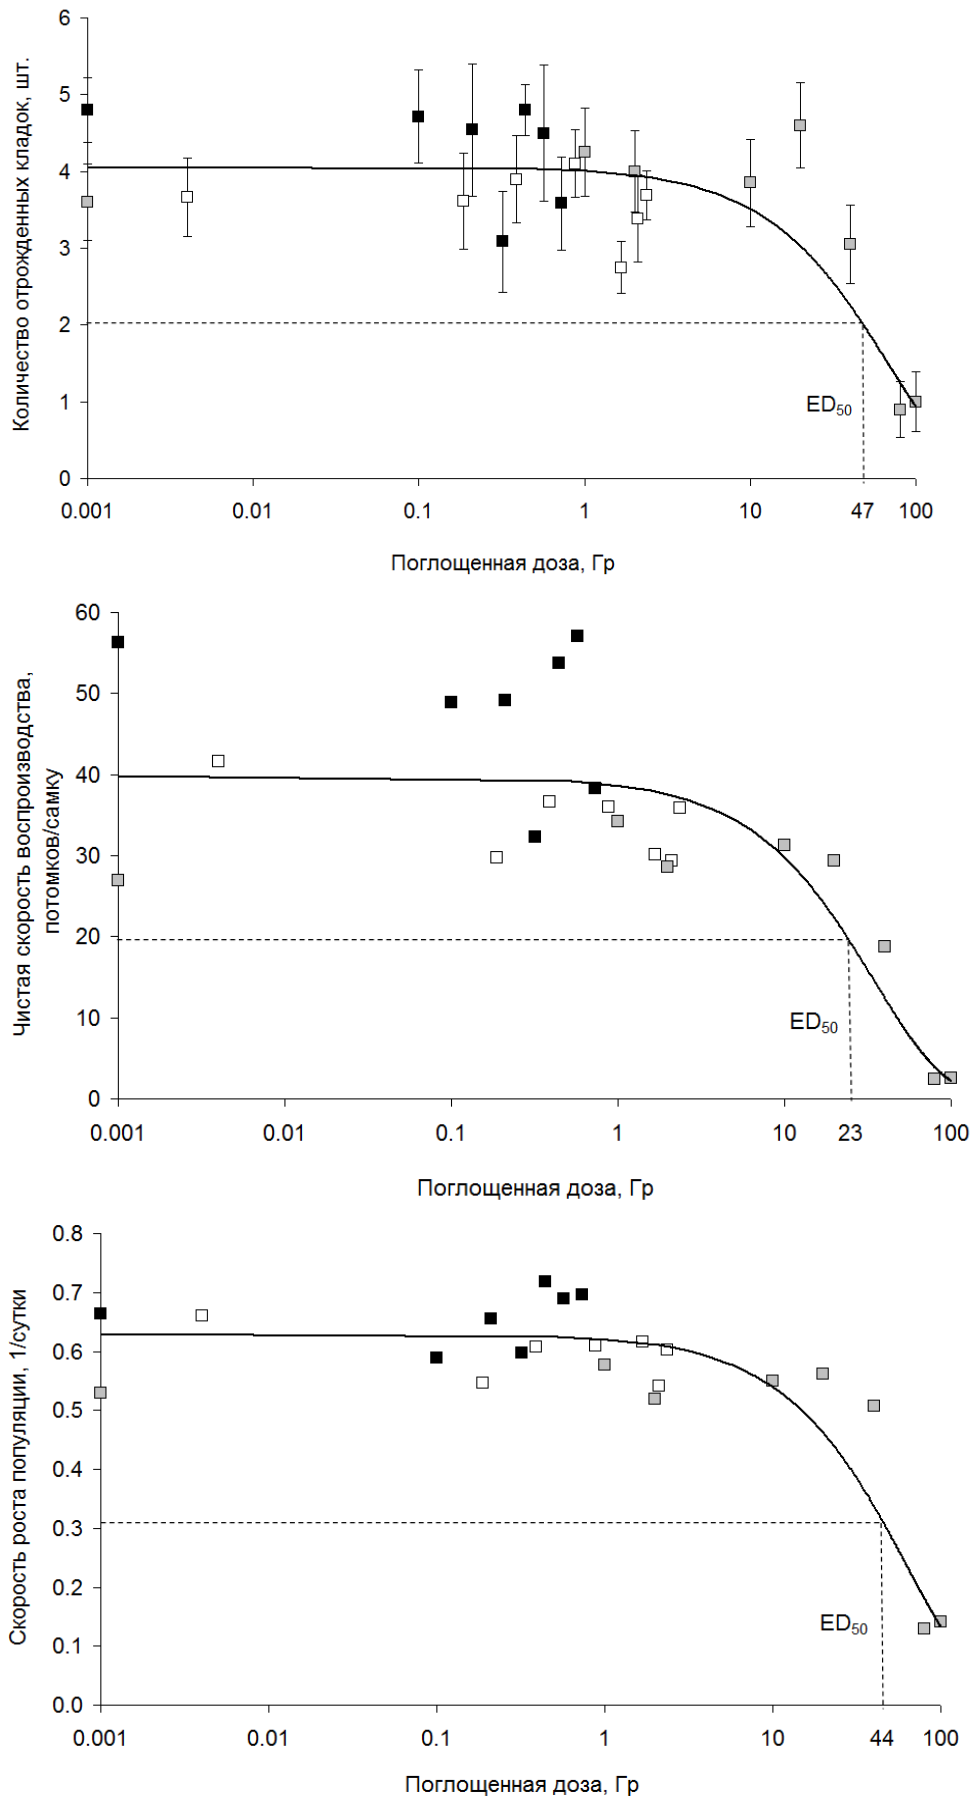 Количество отрожденных кладок, шт.
6
5
4
3
2
1
0
ED50
0.001 0.01 0.1 1 10 47 100
Поглощенная доза, Гр
Чистая скорость воспроизводства,
потомков/самку
60
50
40
30
20
10
0
ED50
0.001 0.01 0.1 1 10 23 100
Поглощенная доза, Гр
Скорость роста популяции, 1/сутки
0.8
0.7
0.6
0.5
0.4
0.3
0.2
0.1
0.0
ED50
0.001 0.01 0.1 1 10 44 100
Поглощенная доза, Гр